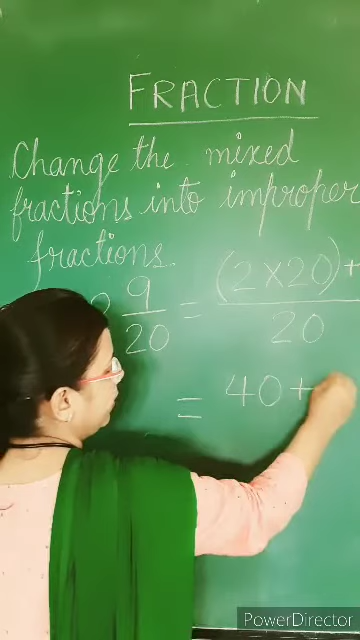 FRACTION
Change the mixed
fractions into improper
fractions.
9/20 = (2×20)+/20
= 40+
PowerDirector